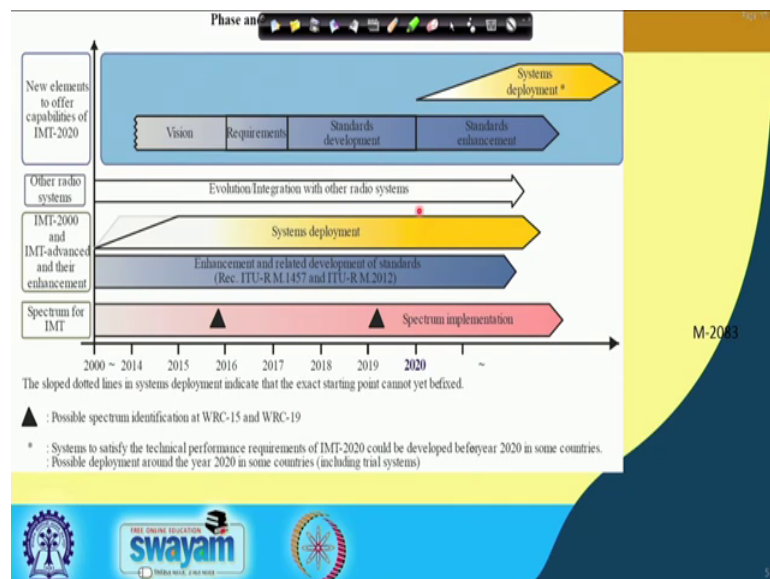 Phase an
New elements
to offer
capabilities of
IMT-2020
Systems
deployment *
Vision
Requirements
Standards
development
Standards
enhancement
Other radio
systems
Evolution/Integration with other radio systems
IMT-2000
and
IMT-advanced
and their
enhancement
Systems deployment
Enhancement and related development of standards
(Rec. ITU-R M.1457 and ITU-R M.2012)
Spectrum for
IMT
Spectrum implementation
M-2083
2000 ~ 2014 2015 2016 2017 2018 2019 2020 ~
The sloped dotted lines in systems deployment indicate that the exact starting point cannot yet befixed.
: Possible spectrum identification at WRC-15 and WRC-19
* : Systems to satisfy the technical performance requirements of IMT-2020 could be developed before year 2020 in some countries.
: Possible deployment around the year 2020 in some countries (including trial systems)
FREE ONLINE EDUCATION
swayam